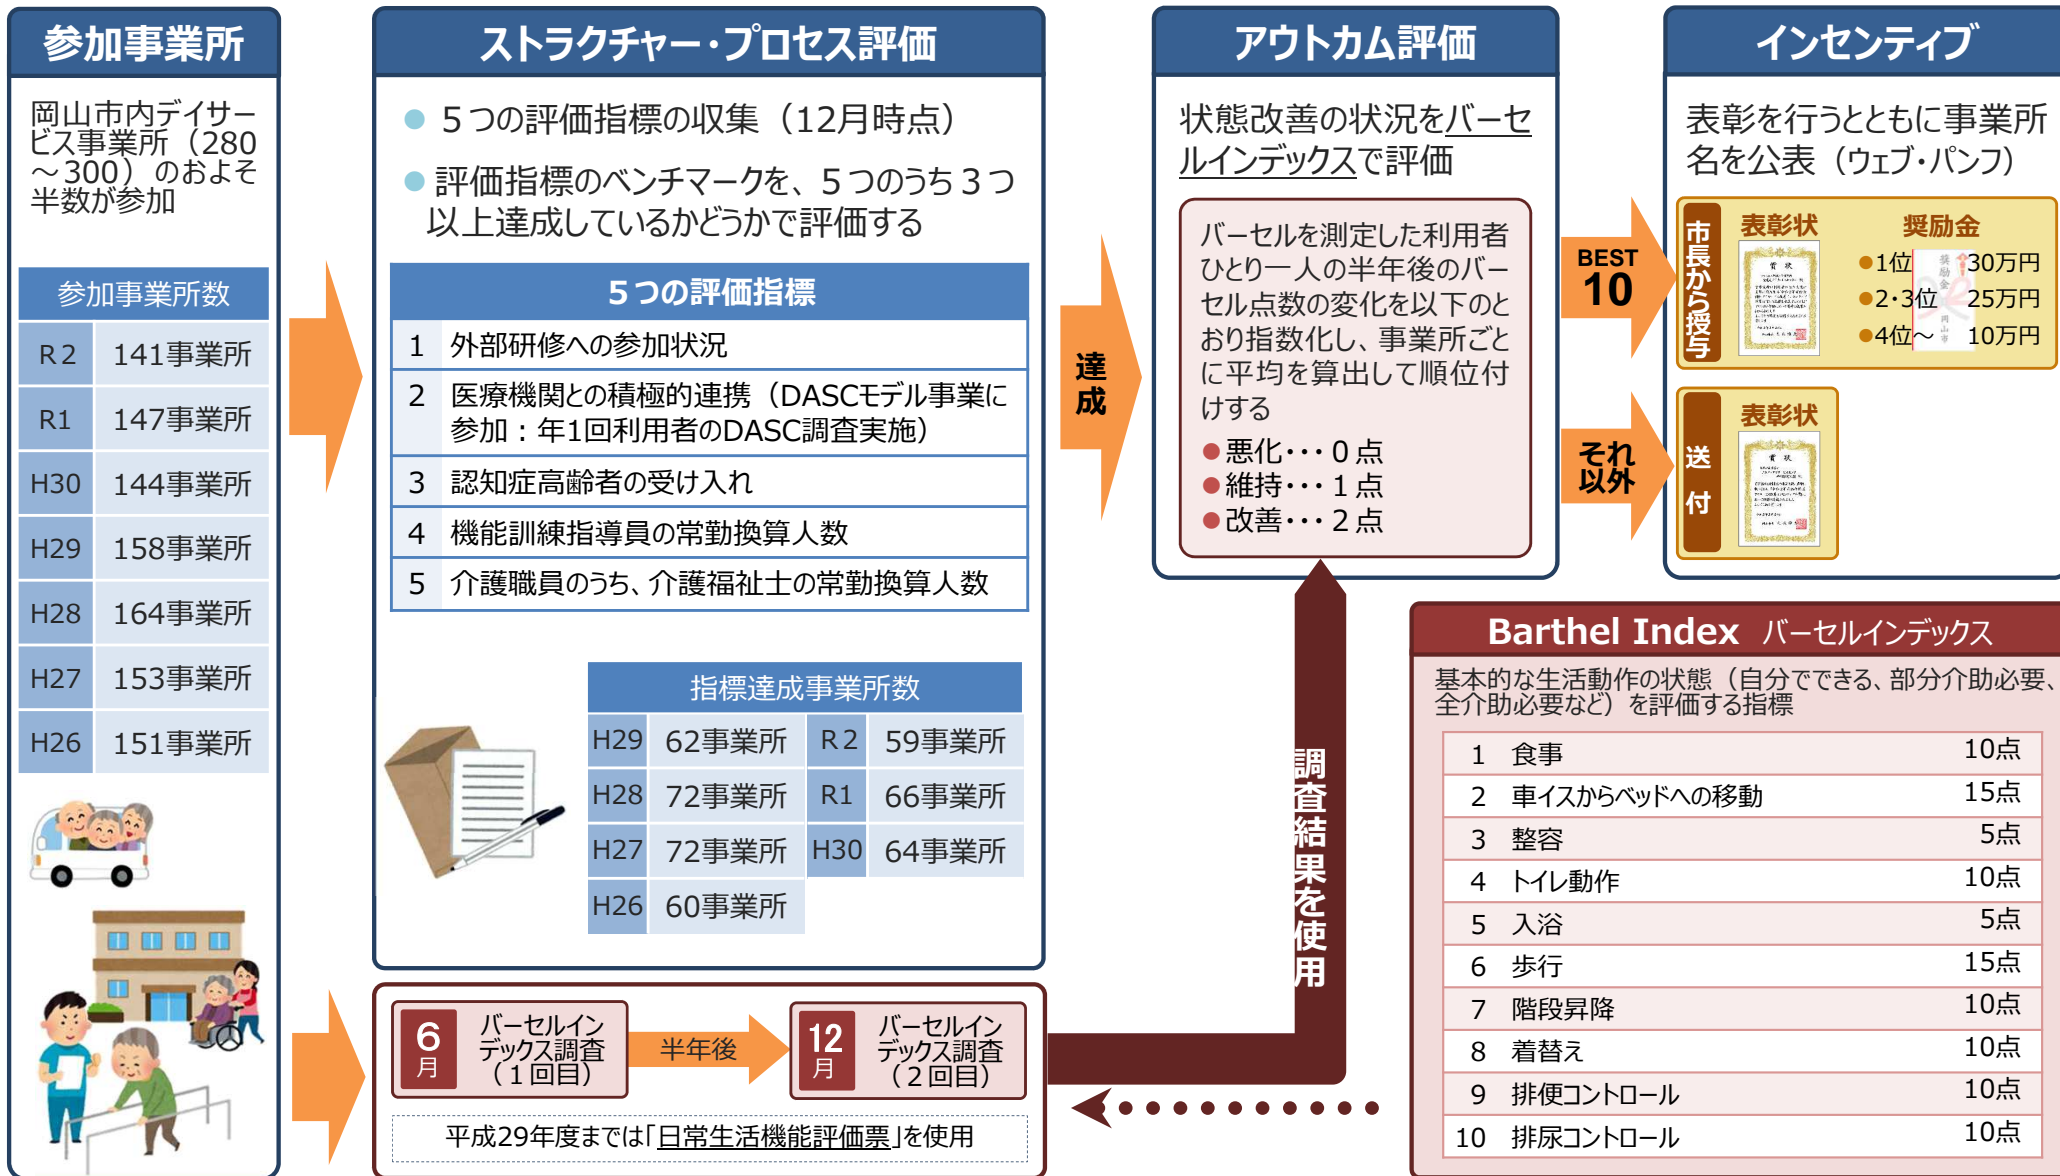 参加事業所
岡山市内デイサー
ビス事業所（280
～300）のおよそ
半数が参加
参加事業所数
R2 141事業所
R1 147事業所
H30 144事業所
H29 158事業所
H28 164事業所
H27 153事業所
H26 151事業所
ストラクチャー・プロセス評価
● 5つの評価指標の収集（12月時点）
● 評価指標のベンチマークを、5つのうち3つ
以上達成しているかどうかで評価する
5つの評価指標
1 外部研修への参加状況
2 医療機関との積極的連携（DASCモデル事業に
参加：年1回利用者のDASC調査実施）
3 認知症高齢者の受け入れ
4 機能訓練指導員の常勤換算人数
5 介護職員のうち、介護福祉士の常勤換算人数
指標達成事業所数
H29 62事業所 R2 59事業所
H28 72事業所 R1 66事業所
H27 72事業所 H30 64事業所
H26 60事業所
6月
バーセルイン
デックス調査
（1回目）
半年後
12月
バーセルイン
デックス調査
（2回目）
平成29年度までは「日常生活機能評価票」を使用
達成
アウトカム評価
状態改善の状況をバーセ
ルインデックスで評価
バーセルを測定した利用者
ひとり一人の半年後のバー
セル点数の変化を以下のと
おり指数化し、事業所ごと
に平均を算出して順位付
けする
●悪化・・・0点
●維持・・・1点
●改善・・・2点
調査結果を使用
BEST
10
それ
以外
インセンティブ
表彰を行うとともに事業所
名を公表（ウェブ・パンフ）
市長から授与
表彰状
賞状
奨励金
●1位 30万円
●2・3位 25万円
●4位～ 10万円
奨励金
岡山市
送付
表彰状
賞状
Barthel Index バーセルインデックス
基本的な生活動作の状態（自分でできる、部分介助必要、
全介助必要など）を評価する指標
1 食事 10点
2 車イスからベッドへの移動 15点
3 整容 5点
4 トイレ動作 10点
5 入浴 5点
6 歩行 15点
7 階段昇降 10点
8 着替え 10点
9 排便コントロール 10点
10 排尿コントロール 10点